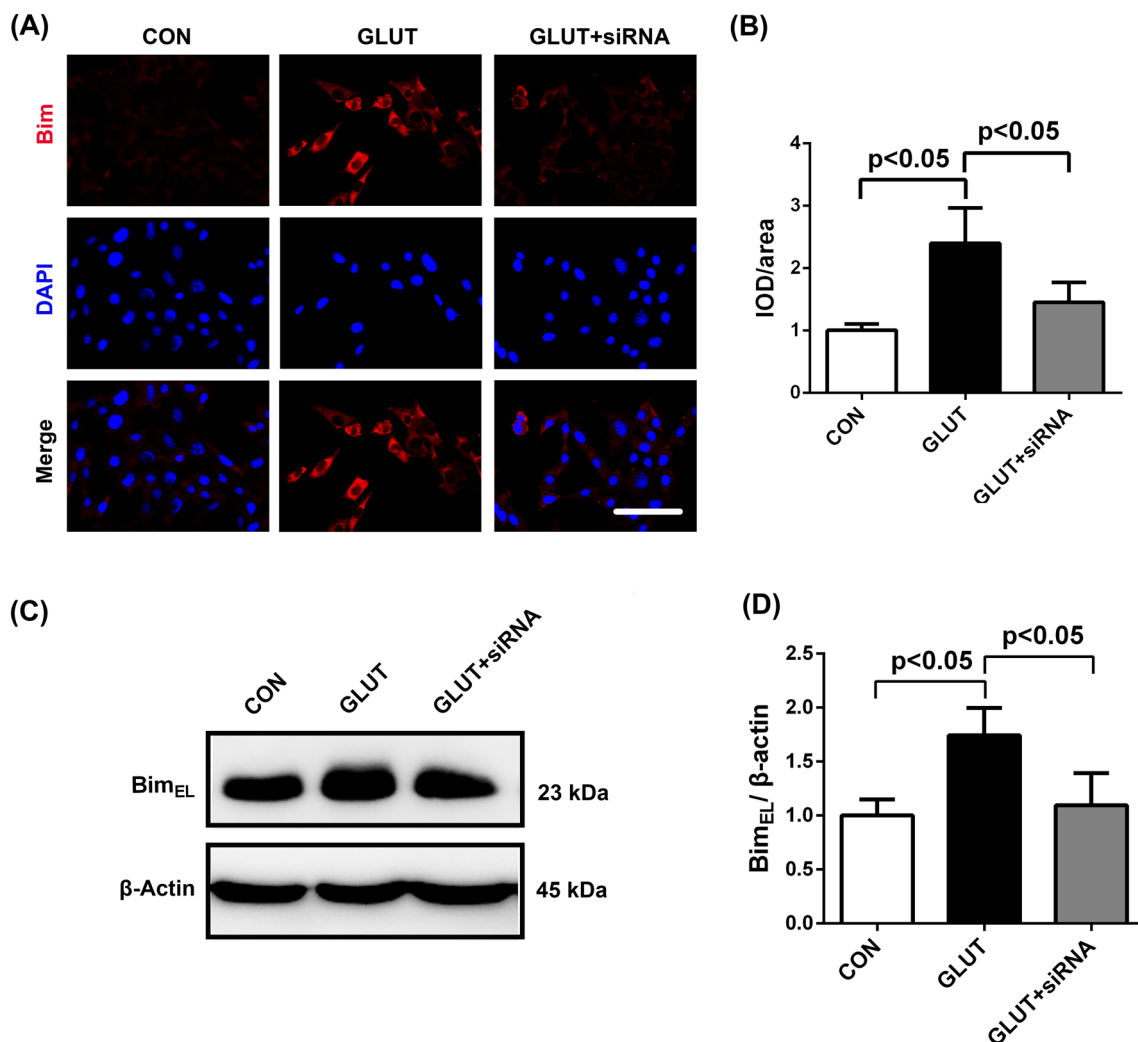 (A)
CON GLUT GLUT+siRNA
Bim
DAPI
Merge
(B)
IOD/area
5
4
3
2
1
0
p<0.05
p<0.05
CON
GLUT
GLUT+siRNA
(C)
CON
GLUT
GLUT+siRNA
BimEL 23 kDa
β-Actin 45 kDa
(D)
BimEL/ β-actin
2.5
2.0
1.5
1.0
0.5
0.0
p<0.05
p<0.05
CON
GLUT
GLUT+siRNA